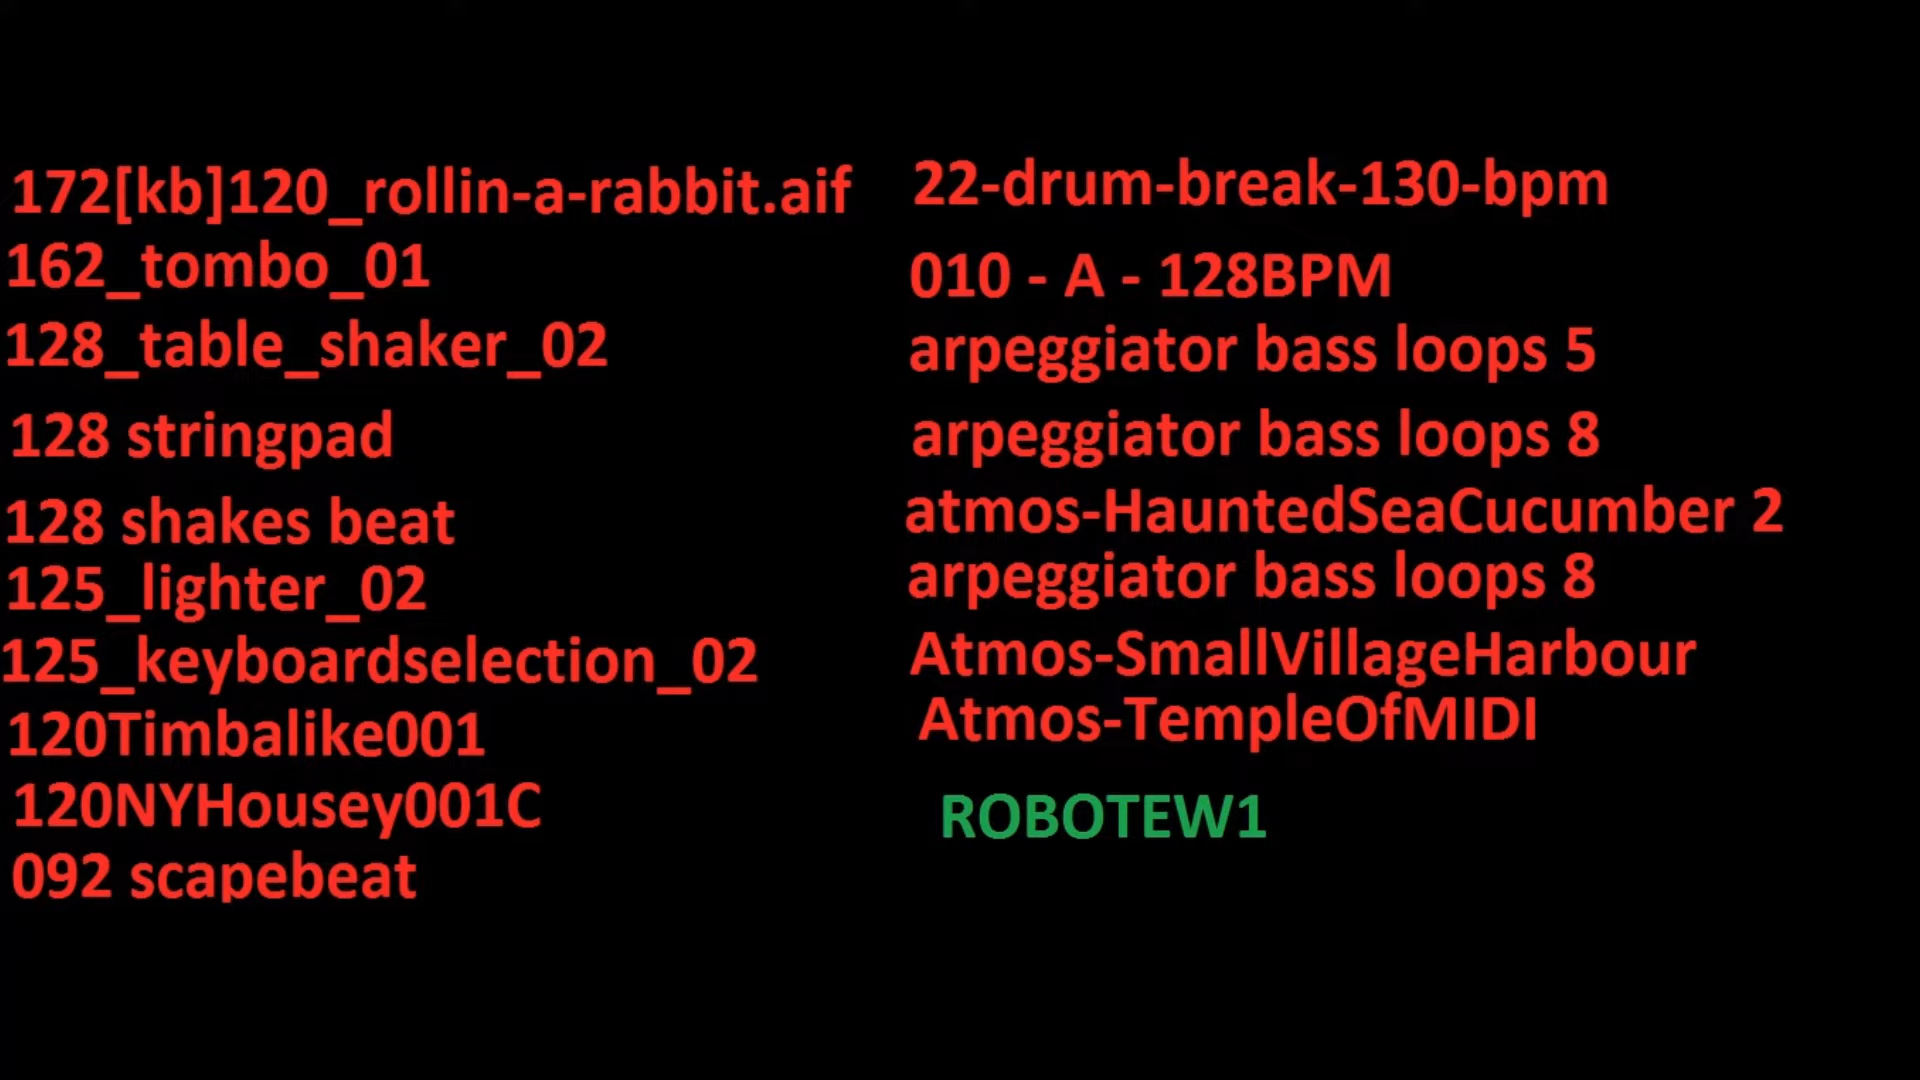 172[kb]120_rollin-a-rabbit.aif
162_tombo_01
128_table_shaker_02
128 stringpad
128 shakes beat
125_lighter_02
125_keyboardselection_02
120Timbalike001
120NYHousey001C
092 scapebeat
22-drum-break-130-bpm
010 - A - 128BPM
arpeggiator bass loops 5
arpeggiator bass loops 8
atmos-HauntedSeaCucumber 2
arpeggiator bass loops 8
Atmos-SmallVillageHarbour
Atmos-TempleOfMIDI
ROBOTEW1